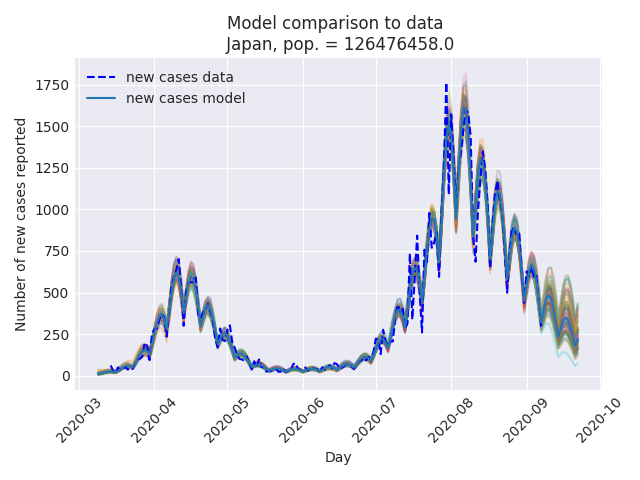 Model comparison to data
Japan, pop. = 126476458.0
new cases data
new cases model
Number of new cases reported
1750
1500
1250
1000
750
500
250
0
2020-03
2020-04
2020-05
2020-06
2020-07
2020-08
2020-09
2020-10
Day